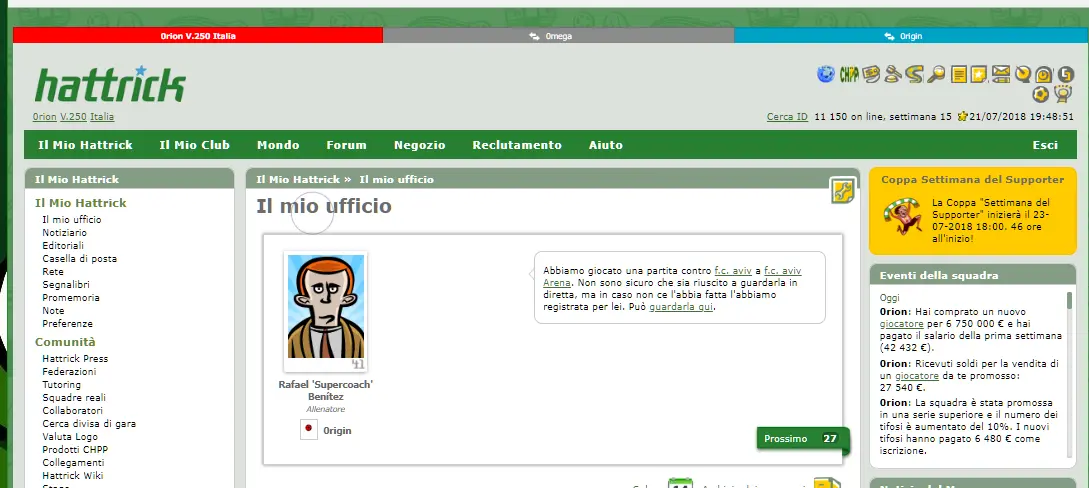 0rion V.250 Italia
0mega
0rigin
hattrick
CHPP
0rion V.250 Italia
Cerca ID 11 150 on line, settimana 15 21/07/2018 19:48:51
Il Mio Hattrick Il Mio Club Mondo Forum Negozio Reclutamento Aiuto Esci
Il Mio Hattrick
Il Mio Hattrick
Il mio ufficio
Notiziario
Editoriali
Casella di posta
Rete
Segnalibri
Promemoria
Note
Preferenze
Comunità
Hattrick Press
Federazioni
Tutoring
Squadre reali
Collaboratori
Cerca divisa di gara
Valuta Logo
Prodotti CHPP
Collegamenti
Hattrick Wiki
Il Mio Hattrick » Il mio ufficio
Il mio ufficio
41
Rafael 'Supercoach'
Benítez
Allenatore
0rigin
Abbiamo giocato una partita contro f.c. aviv a f.c. aviv
Arena. Non sono sicuro che sia riuscito a guardarla in
diretta, ma in caso non ce l'abbia fatta l'abbiamo
registrata per lei. Può guardarla qui.
Prossimo 27
Coppa Settimana del Supporter
La Coppa "Settimana del
Supporter" inizierà il 23-
07-2018 18:00. 46 ore
all'inizio!
Eventi della squadra
Oggi
0rion: Hai comprato un nuovo
giocatore per 6 750 000 € e hai
pagato il salario della prima settimana
(42 432 €).
0rion: Ricevuti soldi per la vendita di
un giocatore da te promosso:
27 540 €.
0rion: La squadra è stata promossa
in una serie superiore e il numero dei
tifosi è aumentato del 10%. I nuovi
tifosi hanno pagato 6 480 € come
iscrizione.